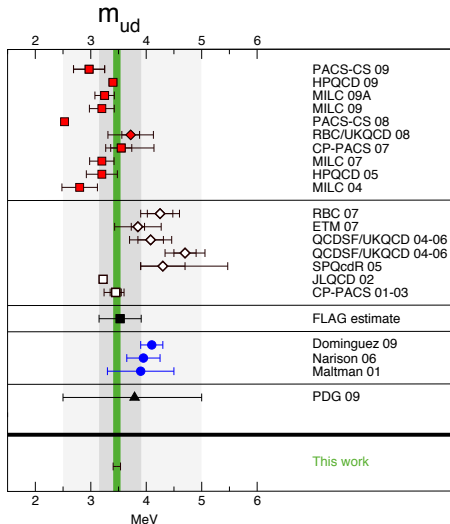 m_ud
2 3 4 5 6
PACS-CS 09
HPQCD 09
MILC 09A
MILC 09
PACS-CS 08
RBC/UKQCD 08
CP-PACS 07
MILC 07
HPQCD 05
MILC 04
RBC 07
ETM 07
QCDSF/UKQCD 04-06
QCDSF/UKQCD 04-06
SPQcdR 05
JLQCD 02
CP-PACS 01-03
FLAG estimate
Dominguez 09
Narison 06
Maltman 01
PDG 09
This work
2 3 4 5 6
MeV